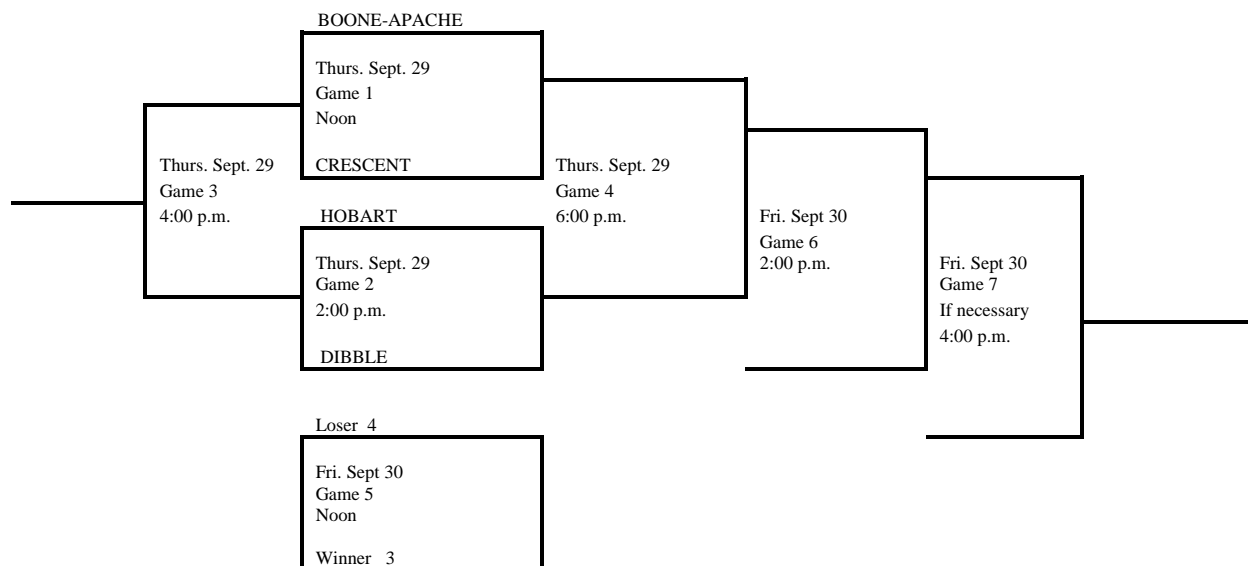 BOONE-APACHE
Thurs. Sept. 29
Game 1
Noon
CRESCENT
Thurs. Sept. 29
Game 3
4:00 p.m.
HOBART
Thurs. Sept. 29
Game 2
2:00 p.m.
DIBBLE
Thurs. Sept. 29
Game 4
6:00 p.m.
Fri. Sept 30
Game 6
2:00 p.m.
Fri. Sept 30
Game 7
If necessary
4:00 p.m.
Loser 4
Fri. Sept 30
Game 5
Noon
Winner 3